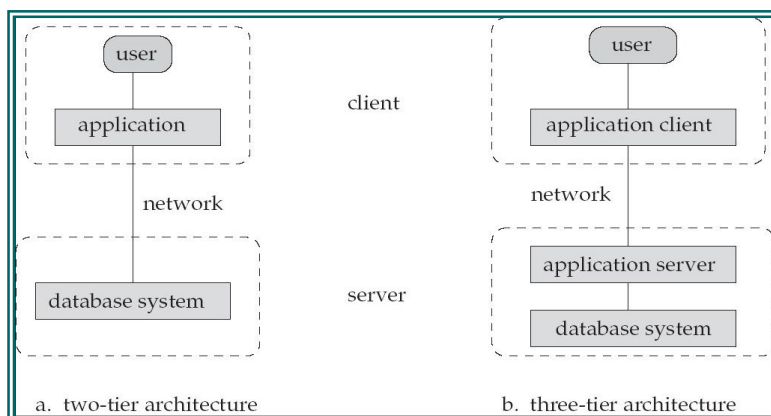 user
application
network
database system
a. two-tier architecture
client
server
user
application client
network
application server
database system
b. three-tier architecture